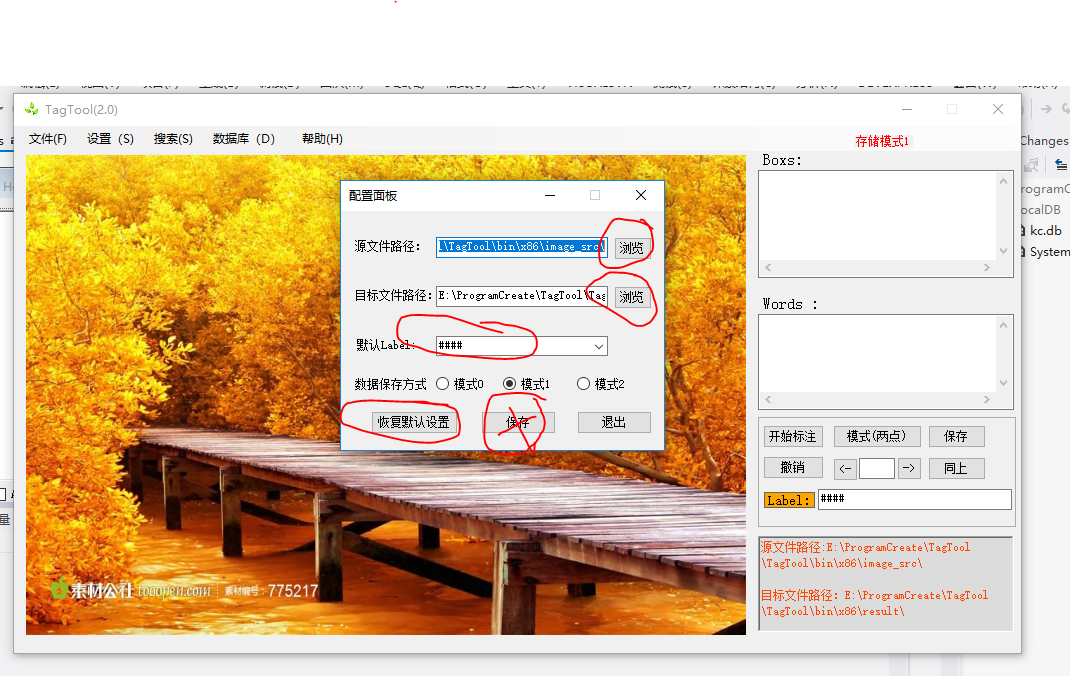 TagTool(2.0)
文件(F) 设置 (S) 搜索(S) 数据库 (D) 帮助(H)
存储模式1
Changes
Boxs:
配置面板
源文件路径: l\TagTool\bin\x86\image_src\ 浏览
目标文件路径: E:\ProgramCreate\TagTool\Tag 浏览
默认Label: ####
数据保存方式 模式0 模式1 模式2
恢复默认设置 保存 退出
rogramC
ocalDB
kc.db
System
Words :
开始标注 模式(两点) 保存
撤销 <- -> 同上
Label: ####
源文件路径:E:\ProgramCreate\TagTool
\TagTool\bin\x86\image_src\
目标文件路径: E:\ProgramCreate\TagTool
\TagTool\bin\x86\result\
素材公社 tooopen.com 素材编号:775217